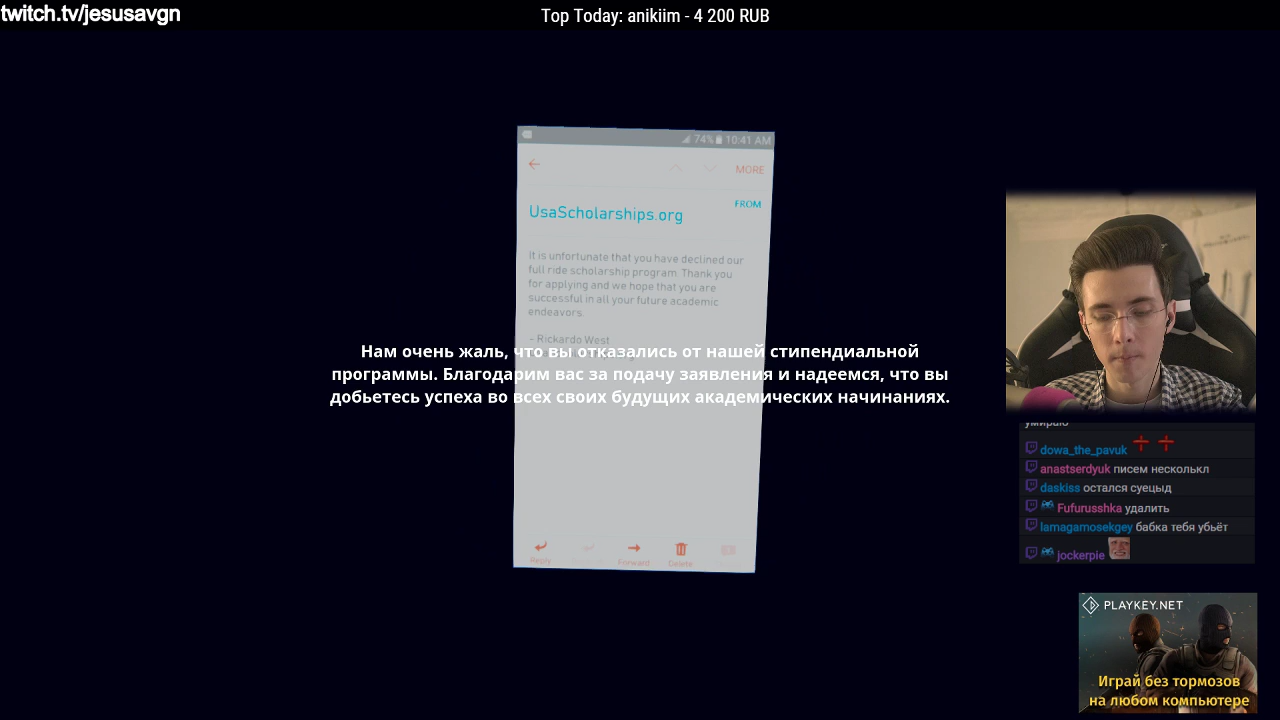 twitch.tv/jesusavgn
Top Today: anikiim - 4 200 RUB
74% 10:41 AM
MORE
FROM
UsaScholarships.org
It is unfortunate that you have declined our
full ride scholarship program. Thank you
for applying and we hope that you are
successful in all your future academic
endeavors.
- Rickardo West
Нам очень жаль, что вы отказались от нашей стипендиальной
программы. Благодарим вас за подачу заявления и надеемся, что вы
добьетесь успеха во всех своих будущих академических начинаниях.
Reply Forward Delete
умираю
dowa_the_pavuk
anastserdyuk писем несколькл
daskiss остался суецыд
Fufurusshka удалить
lamagamosekgey бабка тебя убьёт
jockerpie
PLAYKEY.NET
Играй без тормозов
на любом компьютере